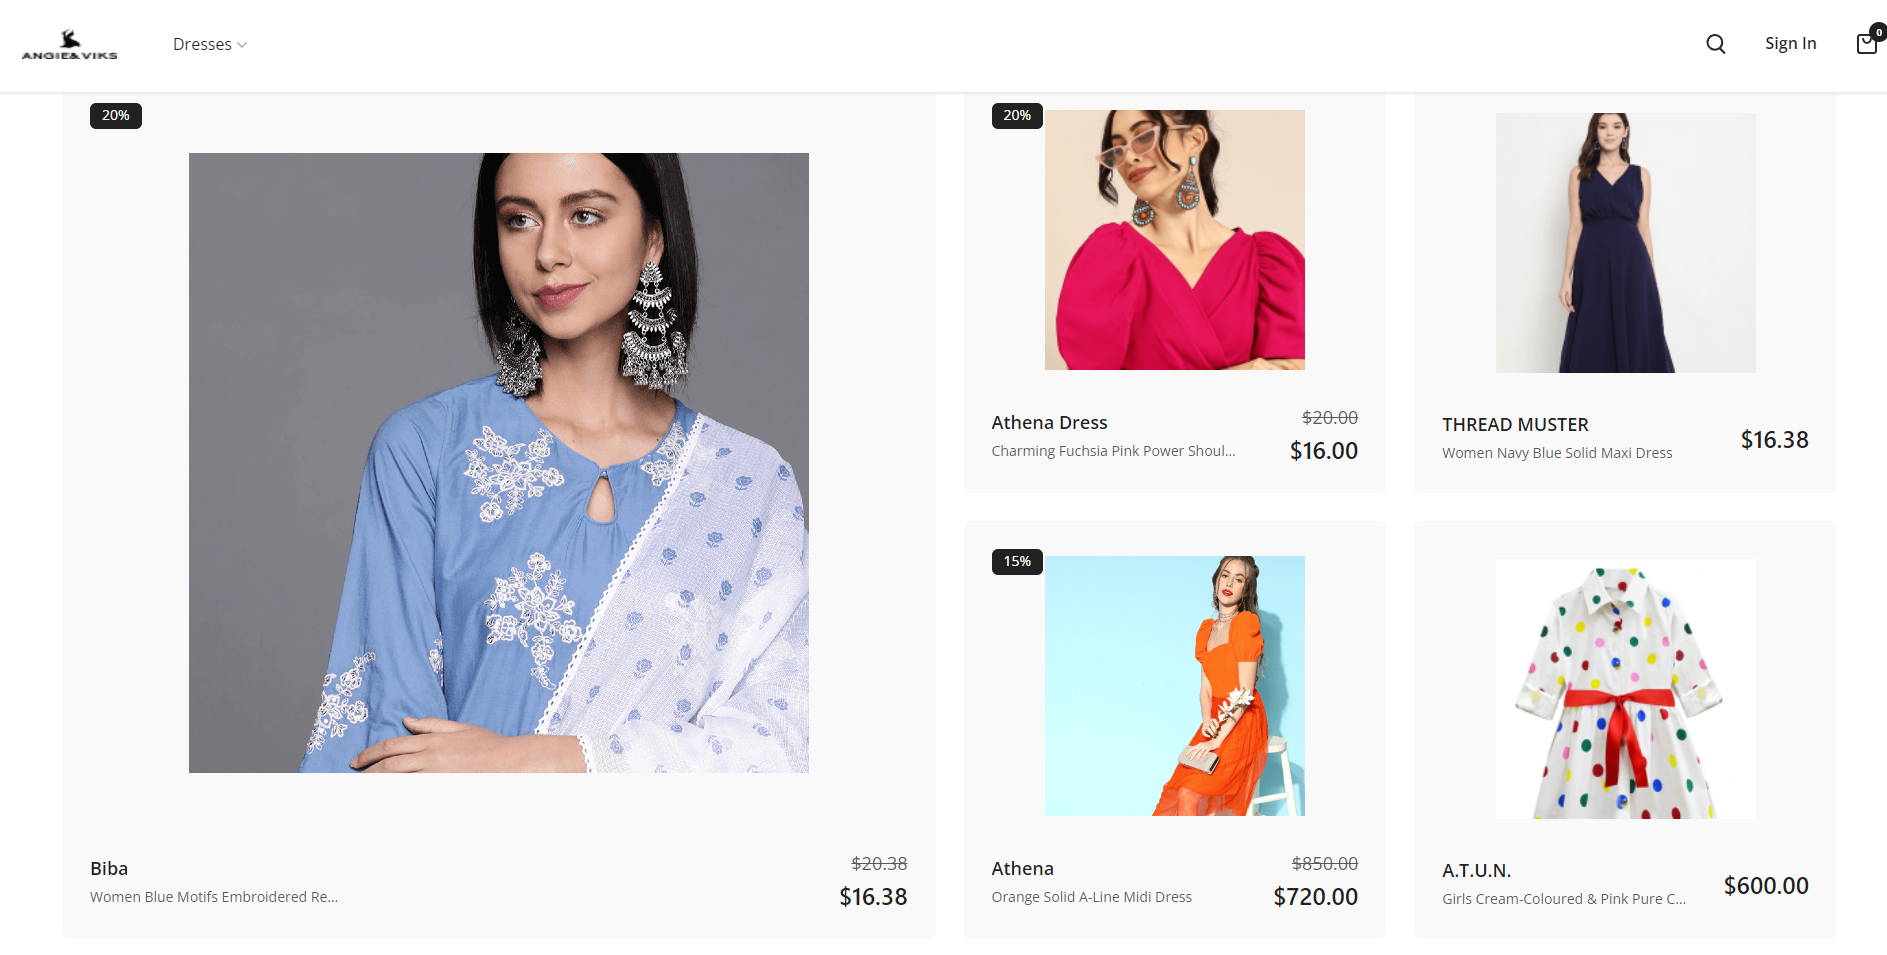 ANGIE&VIKS
Dresses
Sign In
0
20%
Biba
$20.38
Women Blue Motifs Embroidered Re...
$16.38
20%
Athena Dress
$20.00
Charming Fuchsia Pink Power Shoul...
$16.00
THREAD MUSTER
Women Navy Blue Solid Maxi Dress
$16.38
15%
Athena
$850.00
Orange Solid A-Line Midi Dress
$720.00
A.T.U.N.
Girls Cream-Coloured & Pink Pure C...
$600.00